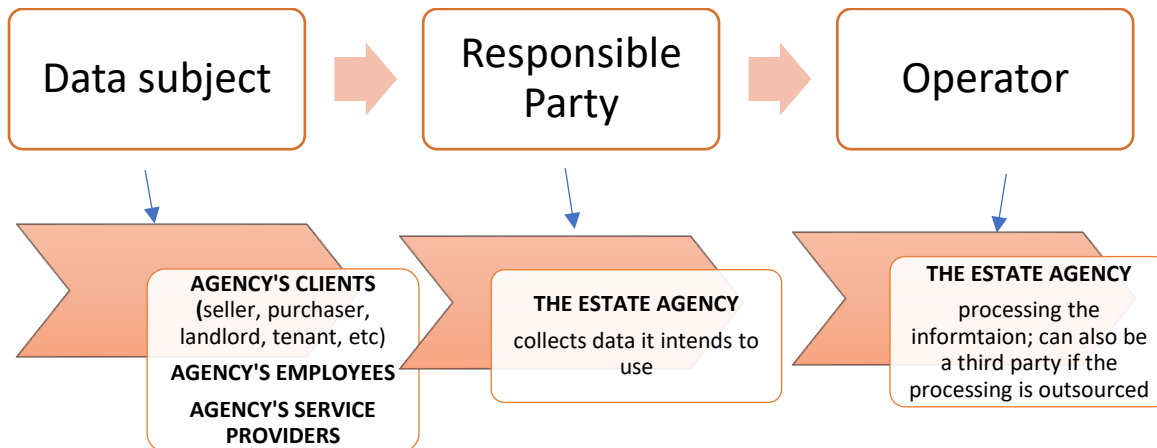 Data subject
Responsible
Party
Operator
AGENCY'S CLIENTS
(seller, purchaser,
landlord, tenant, etc)
AGENCY'S EMPLOYEES
AGENCY'S SERVICE
PROVIDERS
THE ESTATE AGENCY
collects data it intends to
use
THE ESTATE AGENCY
processing the
informtaion; can also be
a third party if the
processing is outsourced